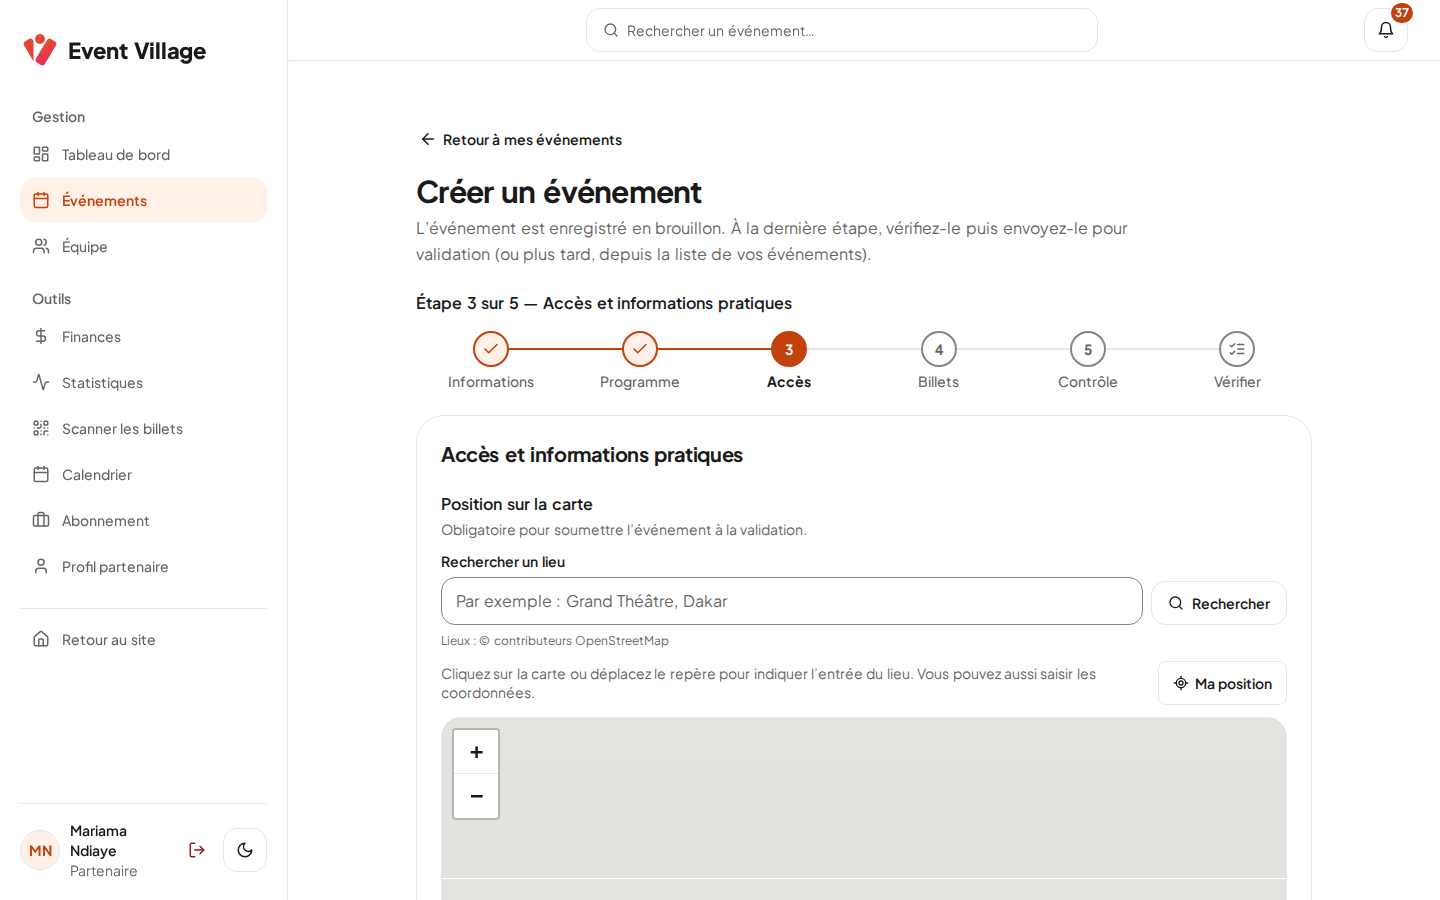 Event Village
Rechercher un événement...
37
Gestion
Tableau de bord
Événements
Équipe
Outils
Finances
Statistiques
Scanner les billets
Calendrier
Abonnement
Profil partenaire
Retour au site
MN
Mariama
Ndiaye
Partenaire
Retour à mes événements
Créer un événement
L'événement est enregistré en brouillon. À la dernière étape, vérifiez-le puis envoyez-le pour
validation (ou plus tard, depuis la liste de vos événements).
Étape 3 sur 5 — Accès et informations pratiques
3
4
5
Informations
Programme
Accès
Billets
Contrôle
Vérifier
Accès et informations pratiques
Position sur la carte
Obligatoire pour soumettre l'événement à la validation.
Rechercher un lieu
Par exemple : Grand Théâtre, Dakar
Rechercher
Lieux : © contributeurs OpenStreetMap
Cliquez sur la carte ou déplacez le repère pour indiquer l'entrée du lieu. Vous pouvez aussi saisir les
coordonnées.
Ma position
+
−